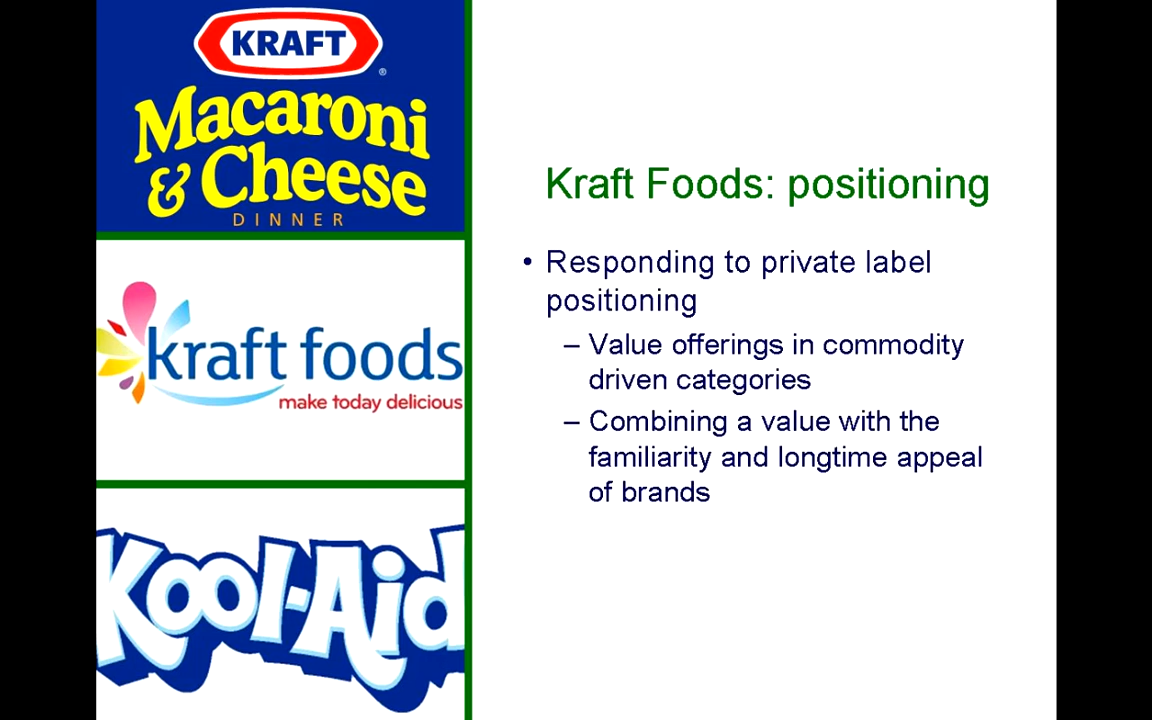 KRAFT
®
Macaroni
& Cheese
DINNER
kraft foods
make today delicious
Kool-Aid
Kraft Foods: positioning
• Responding to private label
positioning
– Value offerings in commodity
driven categories
– Combining a value with the
familiarity and longtime appeal
of brands